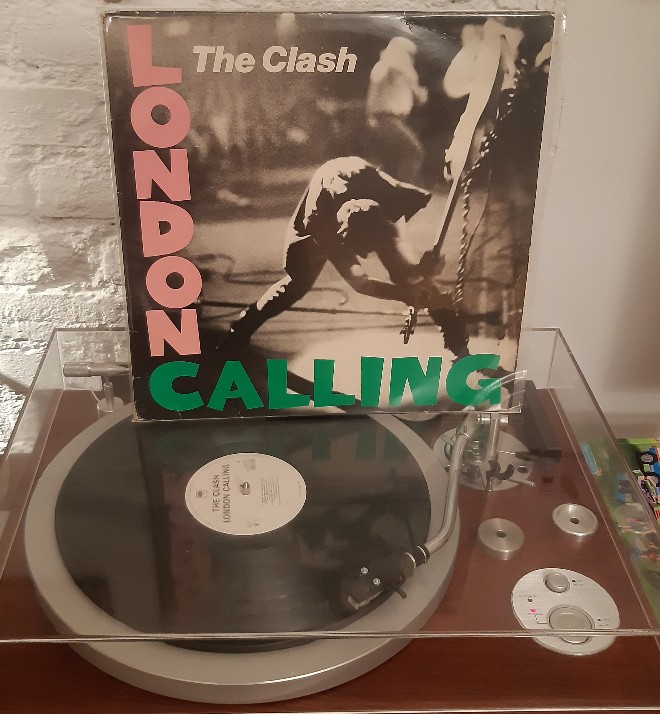 The Clash
LONDON
CALLING
THE CLASH
LONDON CALLING